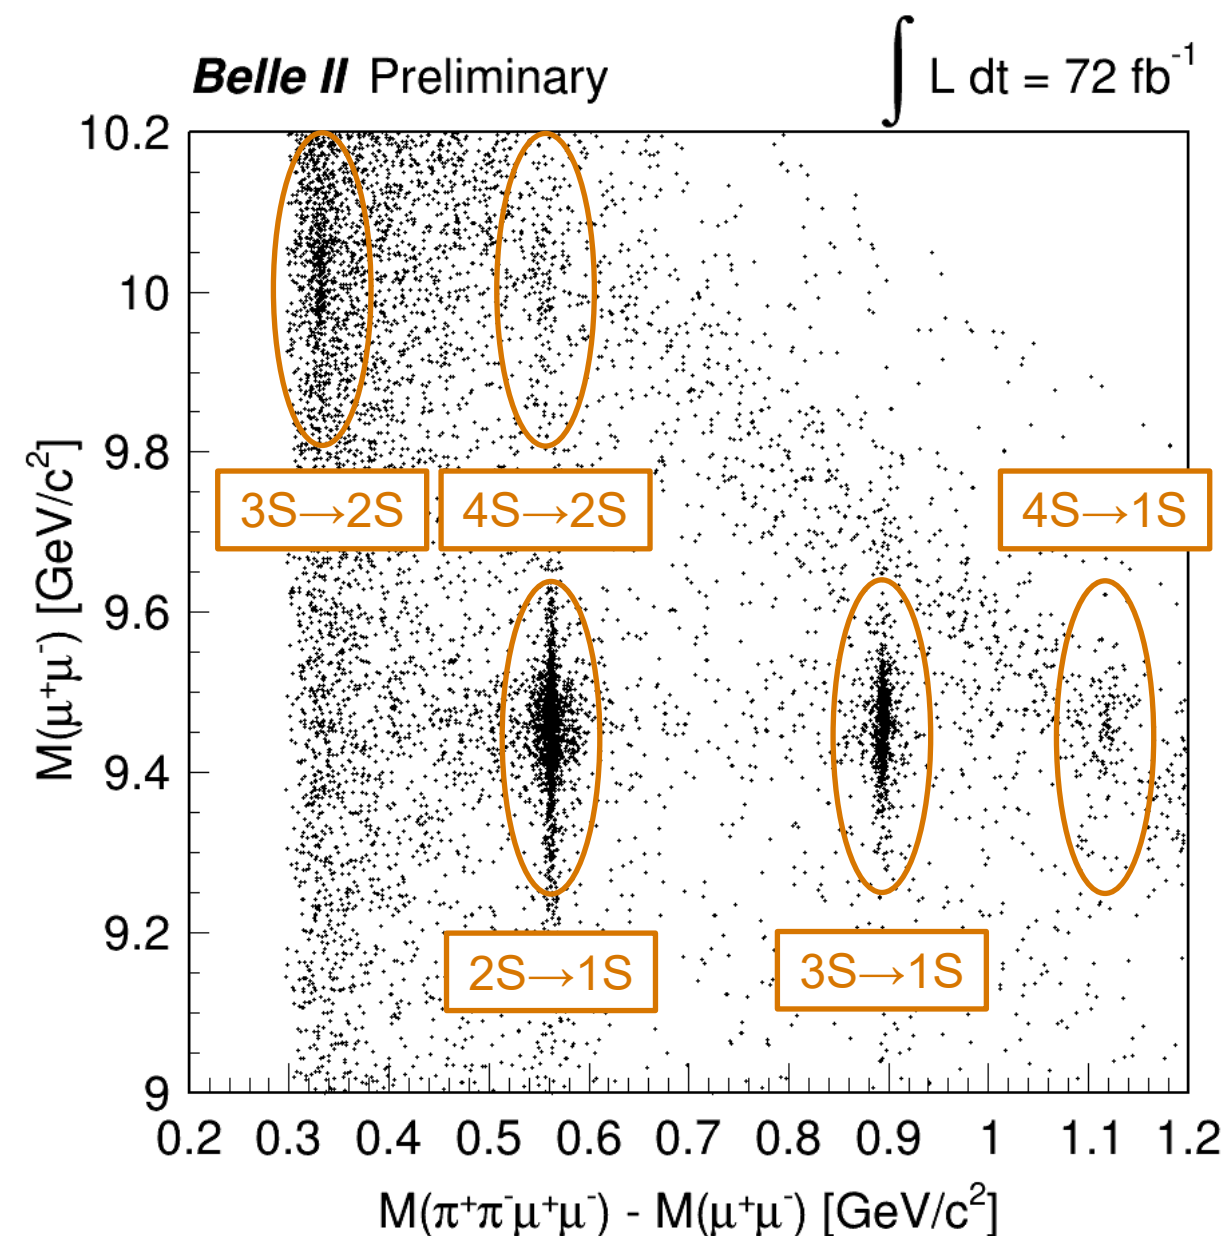 Belle II Preliminary ∫ L dt = 72 fb⁻¹
10.2
10
9.8
9.6
9.4
9.2
9
M(μ⁺μ⁻) [GeV/c²]
3S→2S 4S→2S 4S→1S
2S→1S 3S→1S
0.2 0.3 0.4 0.5 0.6 0.7 0.8 0.9 1 1.1 1.2
M(π⁺π⁻μ⁺μ⁻) - M(μ⁺μ⁻) [GeV/c²]